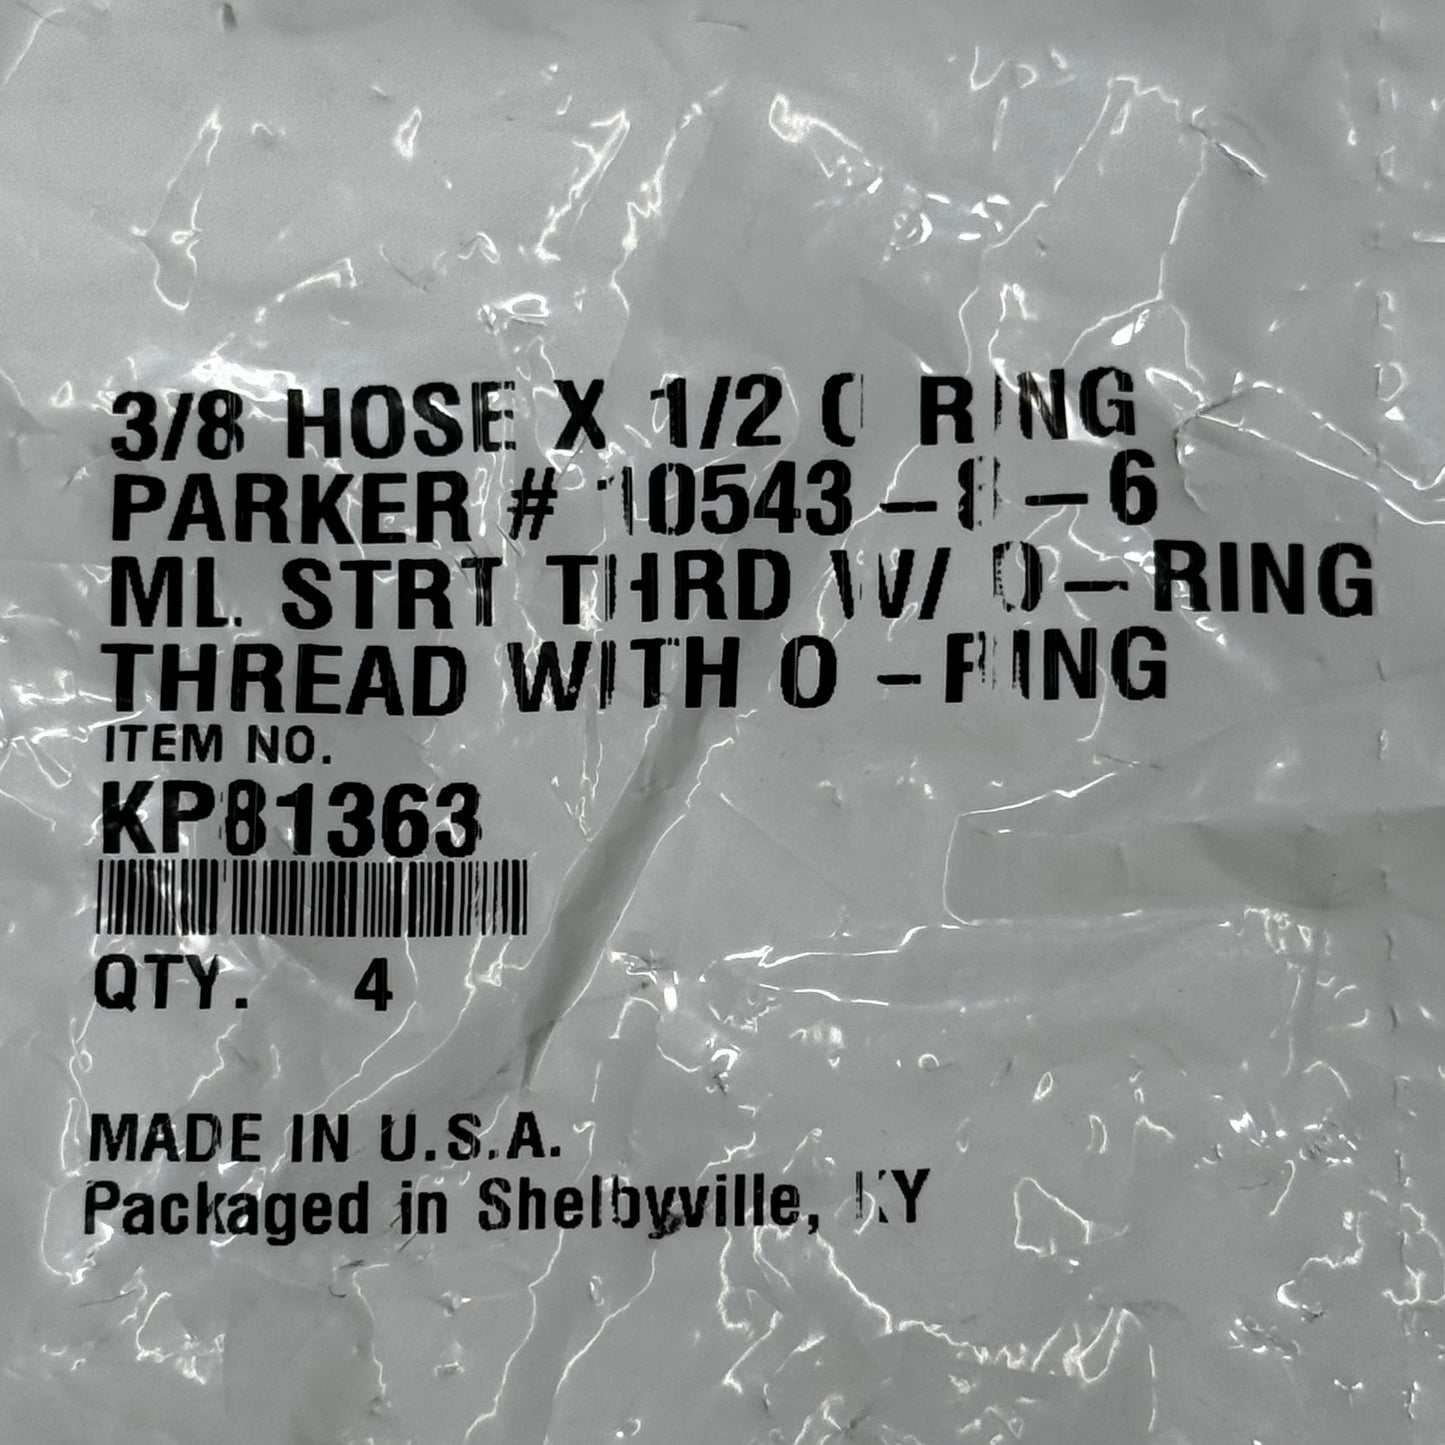 3/8 HOSE X 1/2 O RING
PARKER # 10543-8-6
ML STRT THRD W/ O-RING
THREAD WITH O-RING
ITEM NO.
KP81363
QTY. 4
MADE IN U.S.A.
Packaged in Shelbyville, KY